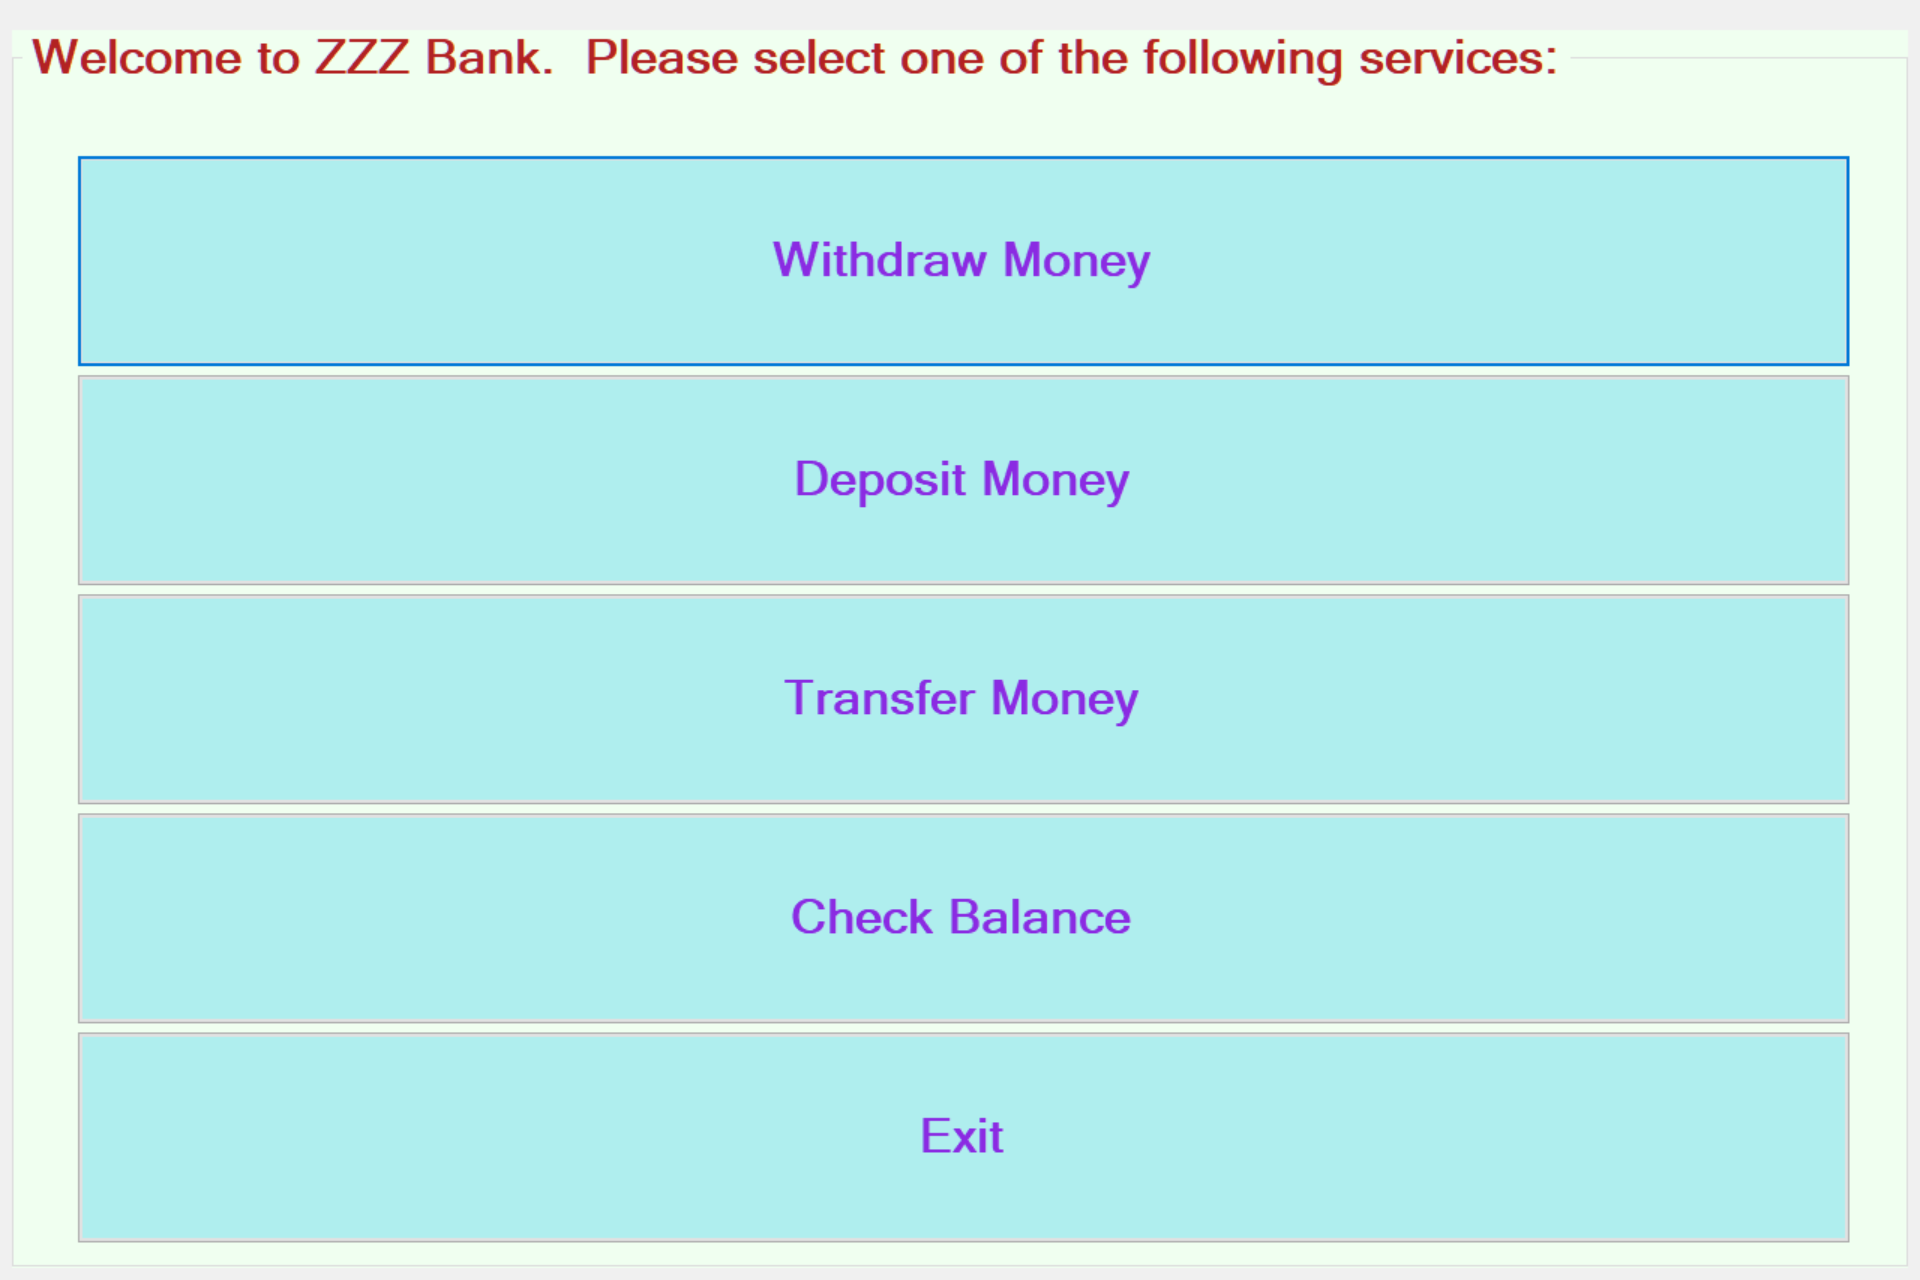 Welcome to ZZZ Bank.  Please select one of the following services:
Withdraw Money
Deposit Money
Transfer Money
Check Balance
Exit